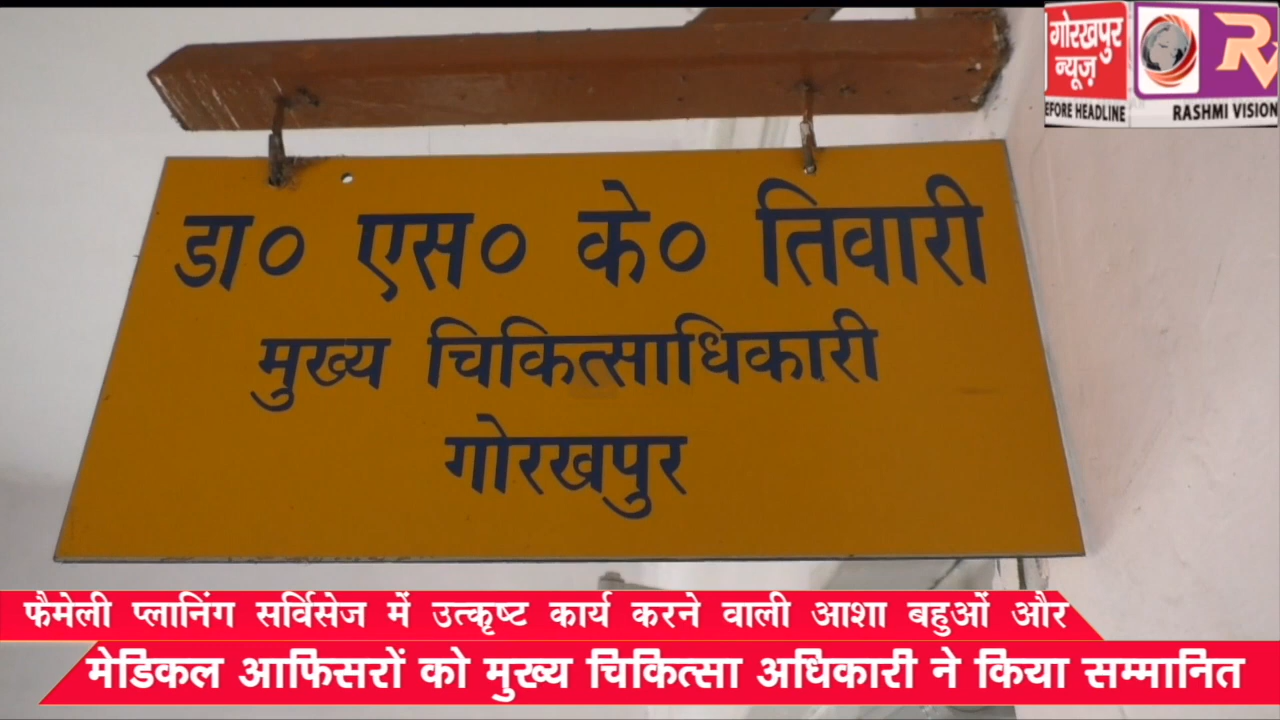 गोरखपुर
न्यूज़
EFORE HEADLINE
RV
RASHMI VISION
डा० एस० के० तिवारी
मुख्य चिकित्साधिकारी
गोरखपुर
फैमेली प्लानिंग सर्विसेज में उत्कृष्ट कार्य करने वाली आशा बहुओं और
मेडिकल आफिसरों को मुख्य चिकित्सा अधिकारी ने किया सम्मानित